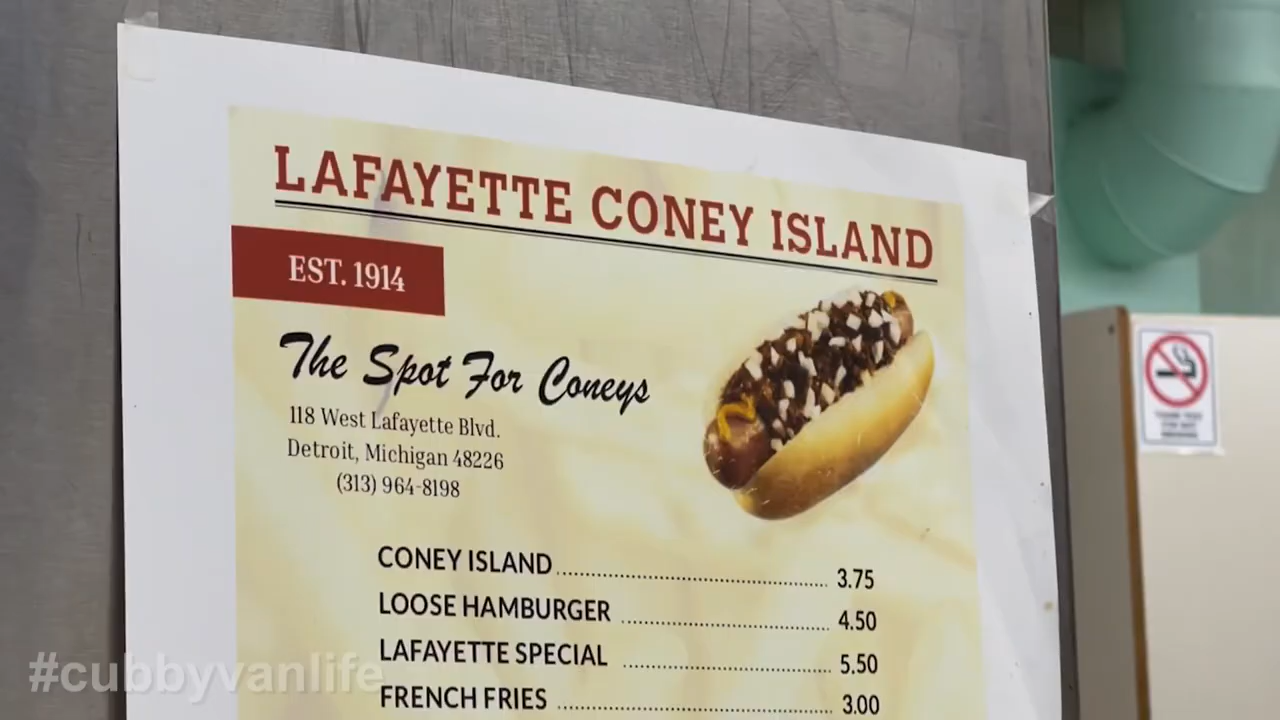 LAFAYETTE CONEY ISLAND
EST. 1914
The Spot For Coneys
118 West Lafayette Blvd.
Detroit, Michigan 48226
(313) 964-8198
CONEY ISLAND 3.75
LOOSE HAMBURGER 4.50
LAFAYETTE SPECIAL 5.50
FRENCH FRIES 3.00
#cubbyvanlife